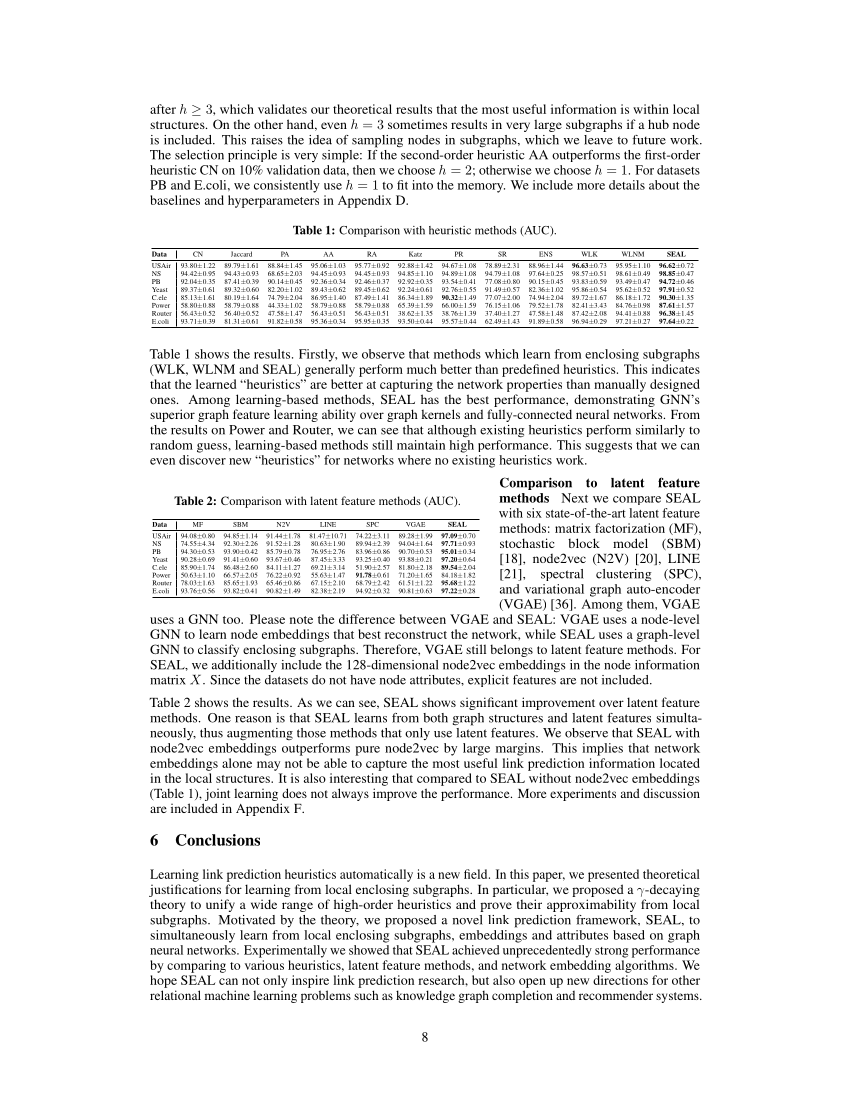 after h ≥ 3, which validates our theoretical results that the most useful information is within local
structures. On the other hand, even h = 3 sometimes results in very large subgraphs if a hub node
is included. This raises the idea of sampling nodes in subgraphs, which we leave to future work.
The selection principle is very simple: If the second-order heuristic AA outperforms the first-order
heuristic CN on 10% validation data, then we choose h = 2; otherwise we choose h = 1. For datasets
PB and E.coli, we consistently use h = 1 to fit into the memory. We include more details about the
baselines and hyperparameters in Appendix D.
Table 1: Comparison with heuristic methods (AUC).
Data CN Jaccard PA AA RA Katz PR SR ENS WLK WLNM SEAL
USAir 93.80±1.22 89.79±1.61 88.84±1.45 95.06±1.03 95.77±0.92 92.88±1.42 94.67±1.08 78.89±2.31 88.96±1.44 96.63±0.73 95.95±1.10 96.62±0.72
NS 94.42±0.95 94.43±0.93 68.65±2.03 94.45±0.93 94.45±0.93 94.85±1.10 94.89±1.08 94.79±1.08 97.64±0.25 98.57±0.51 98.61±0.49 98.85±0.47
PB 92.04±0.35 87.41±0.39 90.14±0.45 92.36±0.34 92.46±0.37 92.92±0.35 93.54±0.41 77.08±0.80 90.15±0.45 93.83±0.59 93.49±0.47 94.72±0.46
Yeast 89.37±0.61 89.32±0.60 82.20±1.02 89.43±0.62 89.45±0.62 92.24±0.61 92.76±0.55 91.49±0.57 82.36±1.02 95.86±0.54 95.62±0.52 97.91±0.52
C.ele 85.13±1.61 80.19±1.64 74.79±2.04 86.95±1.40 87.49±1.41 86.34±1.89 90.32±1.49 77.07±2.00 74.94±2.04 89.72±1.67 86.18±1.72 90.30±1.35
Power 58.80±0.88 58.79±0.88 44.33±1.02 58.79±0.88 58.79±0.88 65.39±1.59 66.00±1.59 76.15±1.06 79.52±1.78 82.41±3.43 84.76±0.98 87.61±1.57
Router 56.43±0.52 56.40±0.52 47.58±1.47 56.43±0.51 56.43±0.51 38.62±1.35 38.76±1.39 37.40±1.27 47.58±1.48 87.42±2.08 94.41±0.88 96.38±1.45
E.coli 93.71±0.39 81.31±0.61 91.82±0.58 95.36±0.34 95.95±0.35 93.50±0.44 95.57±0.44 62.49±1.43 91.89±0.58 96.94±0.29 97.21±0.27 97.64±0.22
Table 1 shows the results. Firstly, we observe that methods which learn from enclosing subgraphs
(WLK, WLNM and SEAL) generally perform much better than predefined heuristics. This indicates
that the learned “heuristics” are better at capturing the network properties than manually designed
ones. Among learning-based methods, SEAL has the best performance, demonstrating GNN’s
superior graph feature learning ability over graph kernels and fully-connected neural networks. From
the results on Power and Router, we can see that although existing heuristics perform similarly to
random guess, learning-based methods still maintain high performance. This suggests that we can
even discover new “heuristics” for networks where no existing heuristics work.
Table 2: Comparison with latent feature methods (AUC).
Data MF SBM N2V LINE SPC VGAE SEAL
USAir 94.08±0.80 94.85±1.14 91.44±1.78 81.47±10.71 74.22±3.11 89.28±1.99 97.09±0.70
NS 74.55±4.34 92.30±2.26 91.52±1.28 80.63±1.90 89.94±2.39 94.04±1.64 97.71±0.93
PB 94.30±0.53 93.90±0.42 85.79±0.78 76.95±2.76 83.96±0.86 90.70±0.53 95.01±0.34
Yeast 90.28±0.69 91.41±0.60 93.67±0.46 87.45±3.33 93.25±0.40 93.88±0.21 97.20±0.64
C.ele 85.90±1.74 86.48±2.60 84.11±1.27 69.21±3.14 51.90±2.57 81.80±2.18 89.54±2.04
Power 50.63±1.10 66.57±2.05 76.22±0.92 55.63±1.47 91.78±0.61 71.20±1.65 84.18±1.82
Router 78.03±1.63 85.65±1.93 65.46±0.86 67.15±2.10 68.79±2.42 61.51±1.22 95.68±1.22
E.coli 93.76±0.56 93.82±0.41 90.82±1.49 82.38±2.19 94.92±0.32 90.81±0.63 97.22±0.28
Comparison to latent feature
methods Next we compare SEAL
with six state-of-the-art latent feature
methods: matrix factorization (MF),
stochastic block model (SBM)
[18], node2vec (N2V) [20], LINE
[21], spectral clustering (SPC),
and variational graph auto-encoder
(VGAE) [36]. Among them, VGAE
uses a GNN too. Please note the difference between VGAE and SEAL: VGAE uses a node-level
GNN to learn node embeddings that best reconstruct the network, while SEAL uses a graph-level
GNN to classify enclosing subgraphs. Therefore, VGAE still belongs to latent feature methods. For
SEAL, we additionally include the 128-dimensional node2vec embeddings in the node information
matrix X. Since the datasets do not have node attributes, explicit features are not included.
Table 2 shows the results. As we can see, SEAL shows significant improvement over latent feature
methods. One reason is that SEAL learns from both graph structures and latent features simulta-
neously, thus augmenting those methods that only use latent features. We observe that SEAL with
node2vec embeddings outperforms pure node2vec by large margins. This implies that network
embeddings alone may not be able to capture the most useful link prediction information located
in the local structures. It is also interesting that compared to SEAL without node2vec embeddings
(Table 1), joint learning does not always improve the performance. More experiments and discussion
are included in Appendix F.
6 Conclusions
Learning link prediction heuristics automatically is a new field. In this paper, we presented theoretical
justifications for learning from local enclosing subgraphs. In particular, we proposed a γ-decaying
theory to unify a wide range of high-order heuristics and prove their approximability from local
subgraphs. Motivated by the theory, we proposed a novel link prediction framework, SEAL, to
simultaneously learn from local enclosing subgraphs, embeddings and attributes based on graph
neural networks. Experimentally we showed that SEAL achieved unprecedentedly strong performance
by comparing to various heuristics, latent feature methods, and network embedding algorithms. We
hope SEAL can not only inspire link prediction research, but also open up new directions for other
relational machine learning problems such as knowledge graph completion and recommender systems.
8